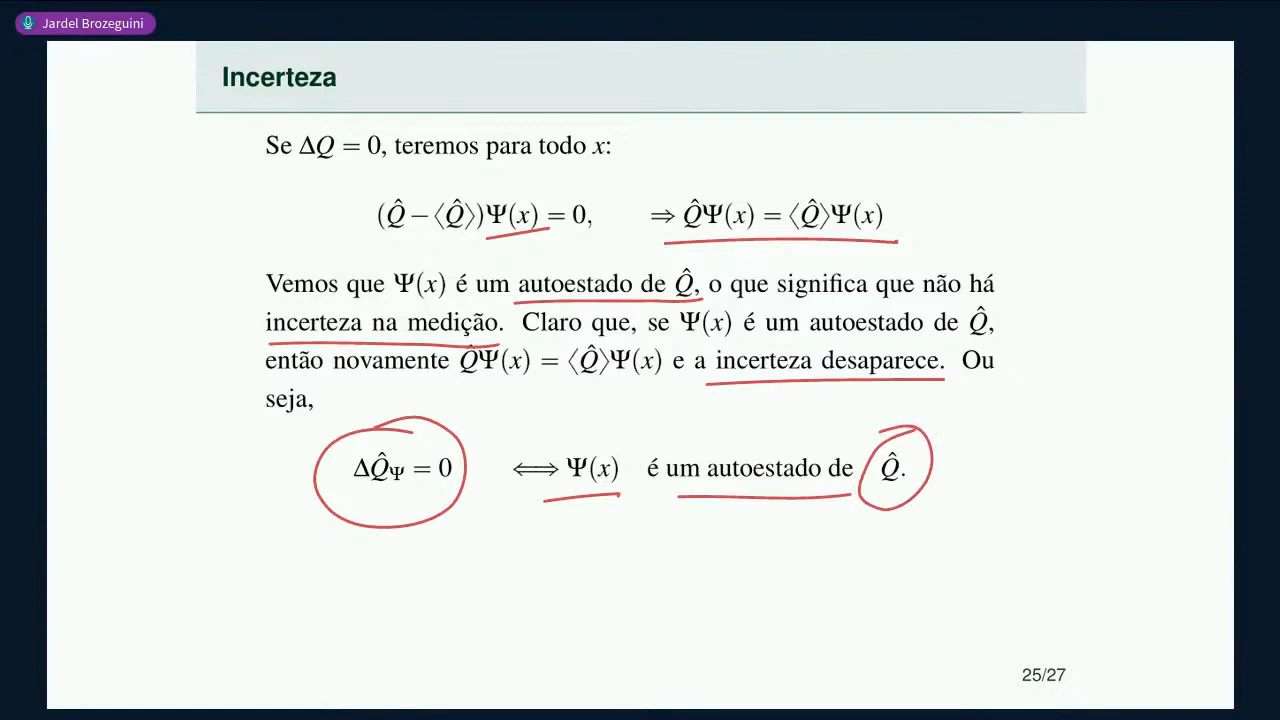 Jardel Brozeguini
Incerteza
Se ΔQ = 0, teremos para todo x:
(Q̂ − ⟨Q̂⟩)Ψ(x) = 0, ⇒ Q̂Ψ(x) = ⟨Q̂⟩Ψ(x)
Vemos que Ψ(x) é um autoestado de Q̂, o que significa que não há
incerteza na medição. Claro que, se Ψ(x) é um autoestado de Q̂,
então novamente Q̂Ψ(x) = ⟨Q̂⟩Ψ(x) e a incerteza desaparece. Ou
seja,
ΔQ̂_Ψ = 0 ⟺ Ψ(x) é um autoestado de Q̂.
25/27